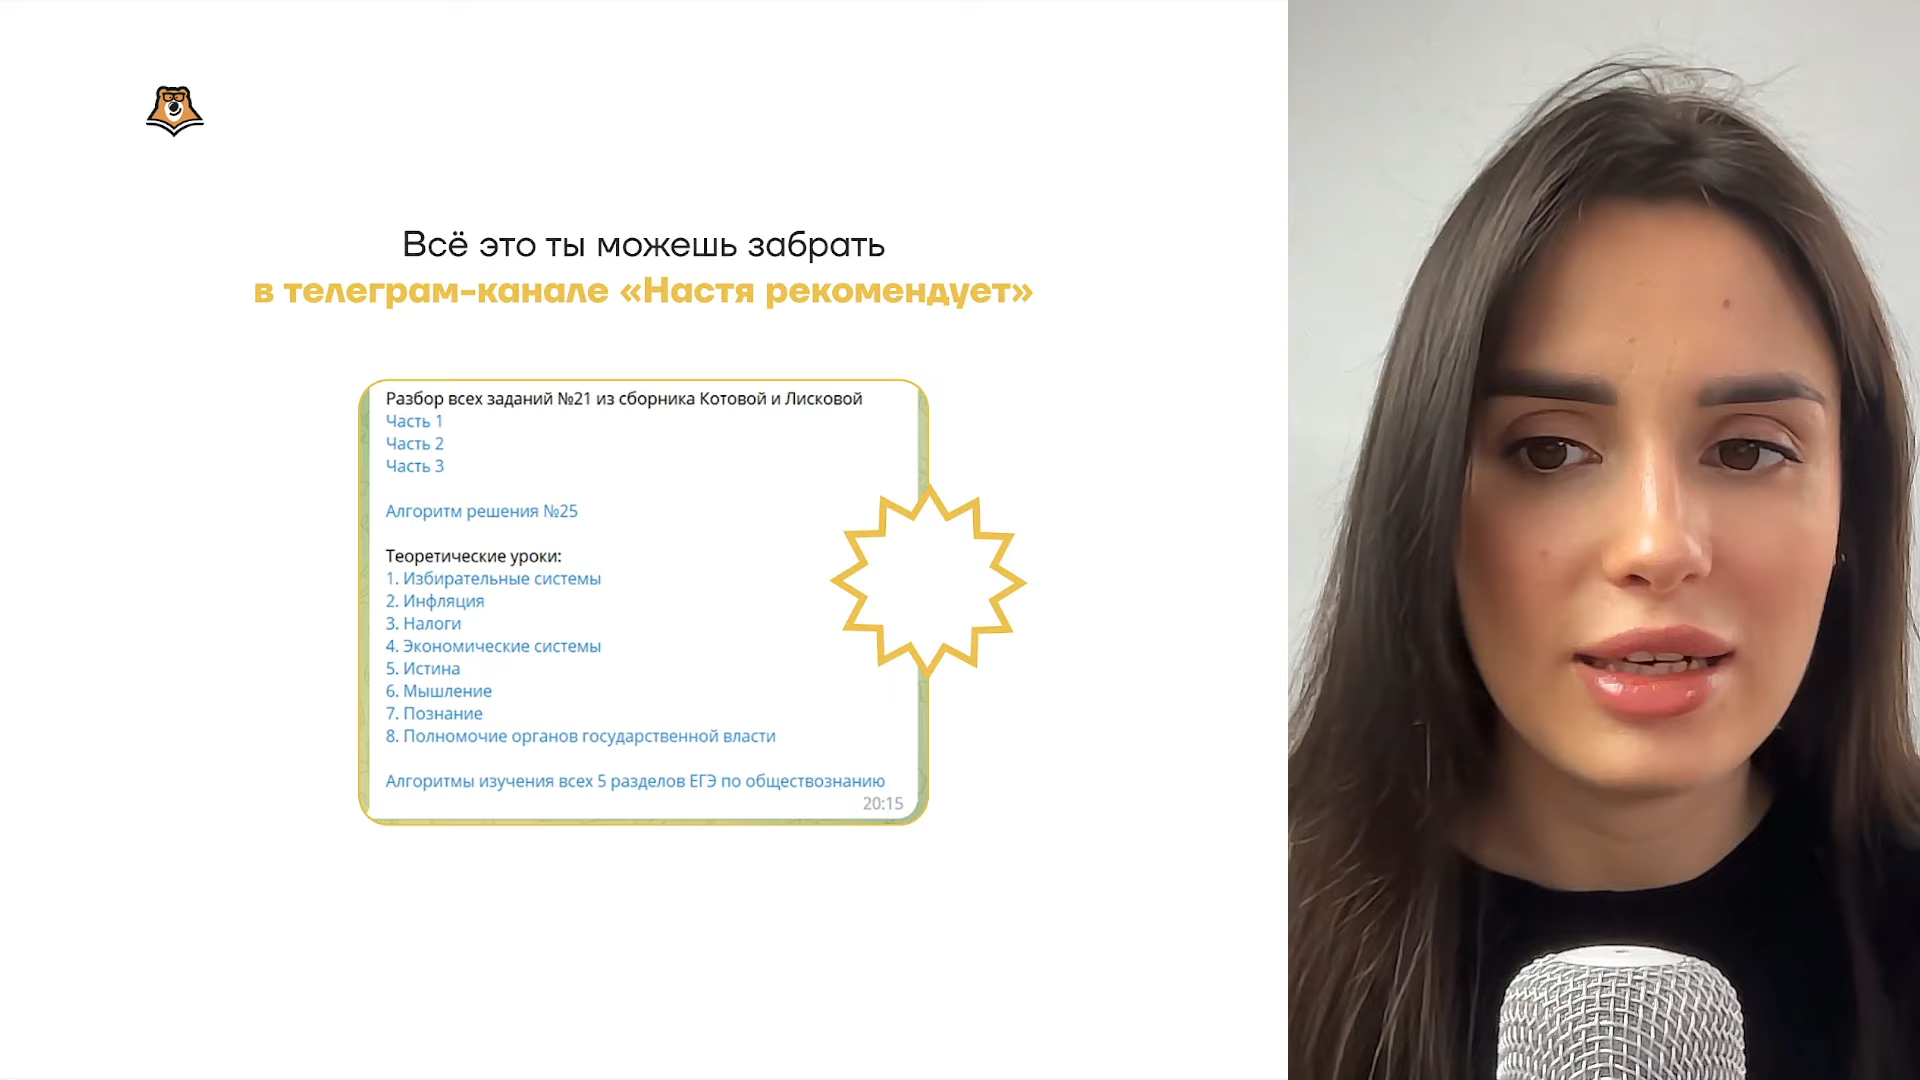 Всё это ты можешь забрать
в телеграм-канале «Настя рекомендует»
Разбор всех заданий №21 из сборника Котовой и Лисковой
Часть 1
Часть 2
Часть 3
Алгоритм решения №25
Теоретические уроки:
1. Избирательные системы
2. Инфляция
3. Налоги
4. Экономические системы
5. Истина
6. Мышление
7. Познание
8. Полномочие органов государственной власти
Алгоритмы изучения всех 5 разделов ЕГЭ по обществознанию
20:15